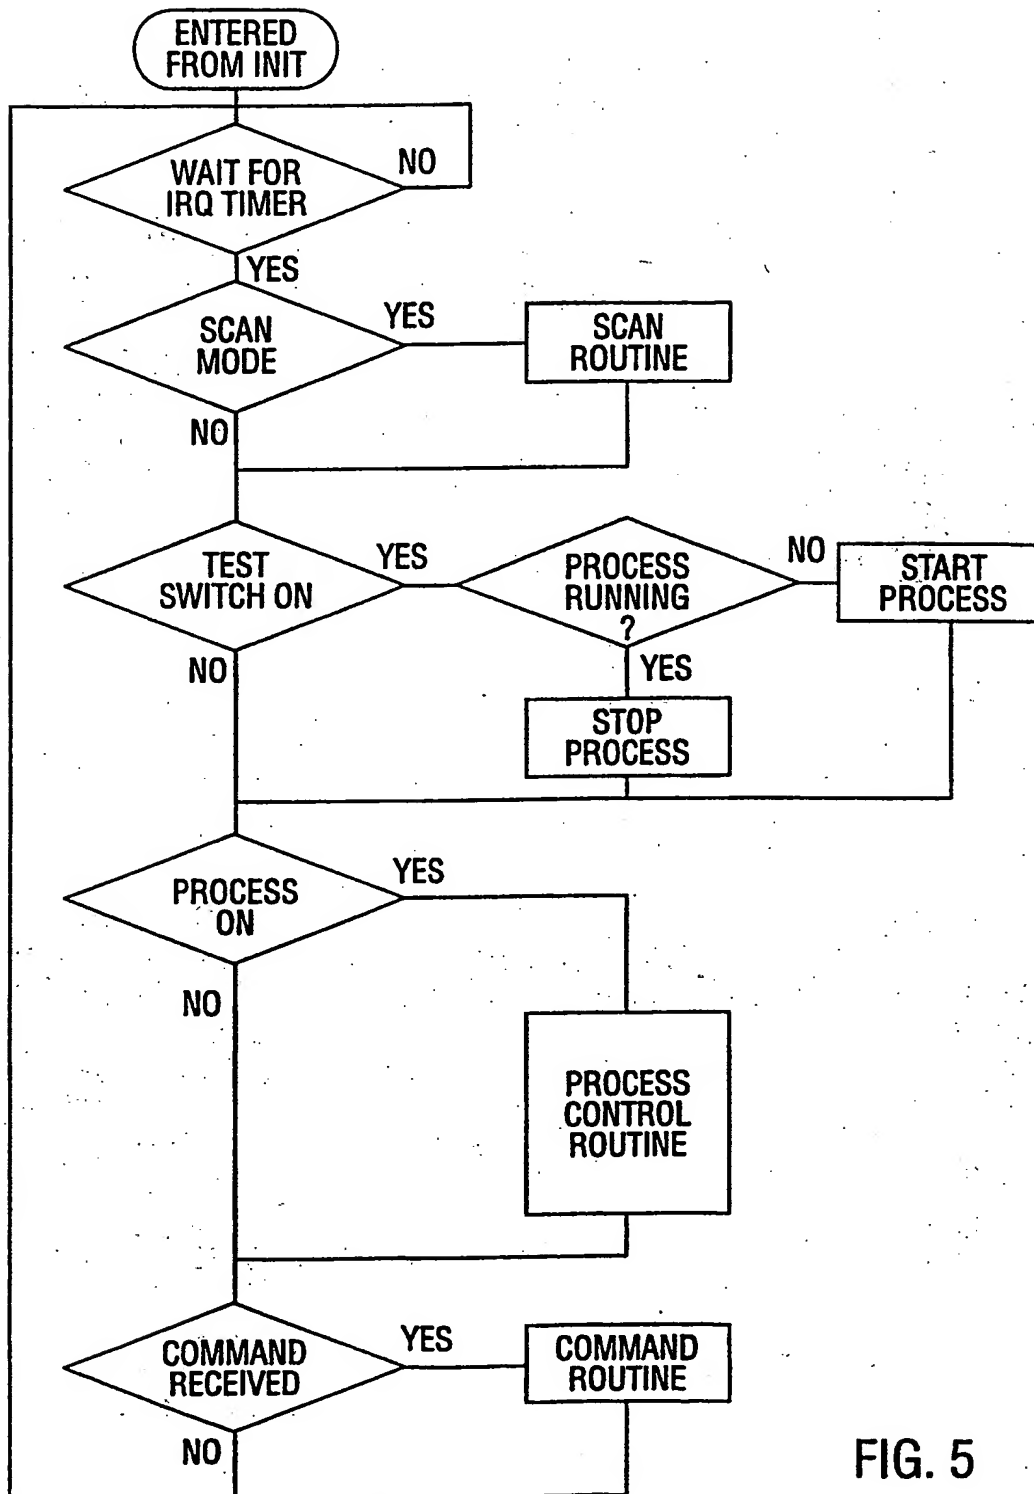 ENTERED
FROM INIT
WAIT FOR
IRQ TIMER
NO
YES
SCAN
MODE
YES
SCAN
ROUTINE
NO
TEST
SWITCH ON
YES
PROCESS
RUNNING
?
NO
START
PROCESS
NO
YES
STOP
PROCESS
PROCESS
ON
YES
NO
PROCESS
CONTROL
ROUTINE
COMMAND
RECEIVED
YES
COMMAND
ROUTINE
NO
FIG. 5